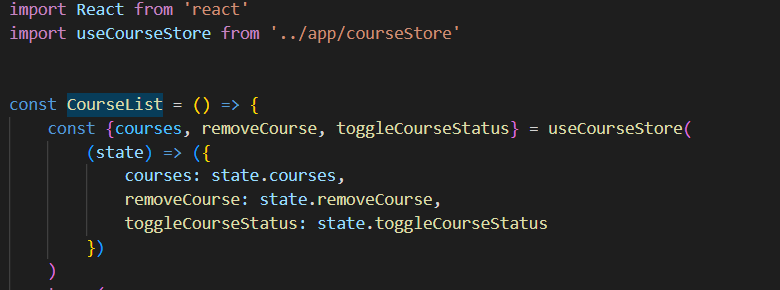 import React from 'react'
import useCourseStore from '../app/courseStore'
const CourseList = () => {
const {courses, removeCourse, toggleCourseStatus} = useCourseStore(
(state) => ({
courses: state.courses,
removeCourse: state.removeCourse,
toggleCourseStatus: state.toggleCourseStatus
})
)